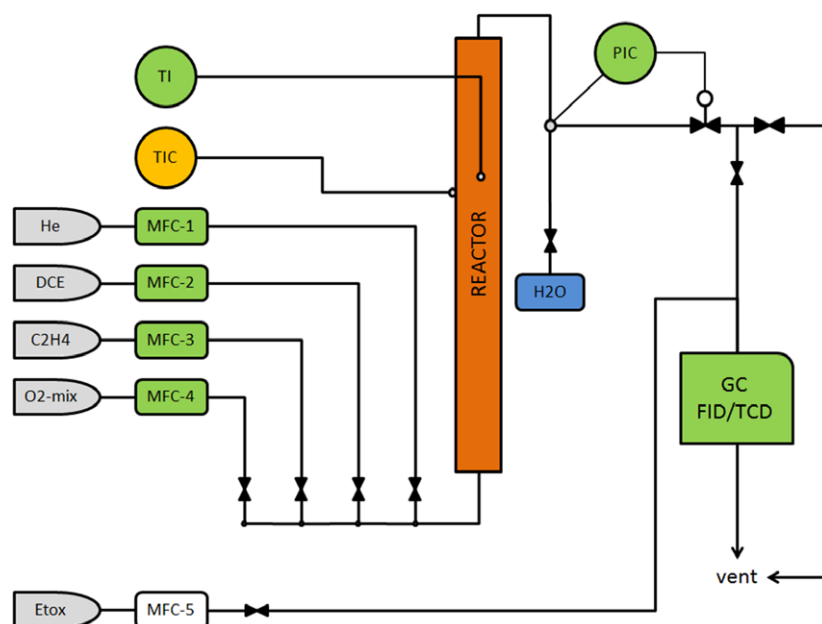 TI
PIC
TIC
He
MFC-1
DCE
MFC-2
REACTOR
H2O
C2H4
MFC-3
O2-mix
MFC-4
GC
FID/TCD
vent
Etox
MFC-5